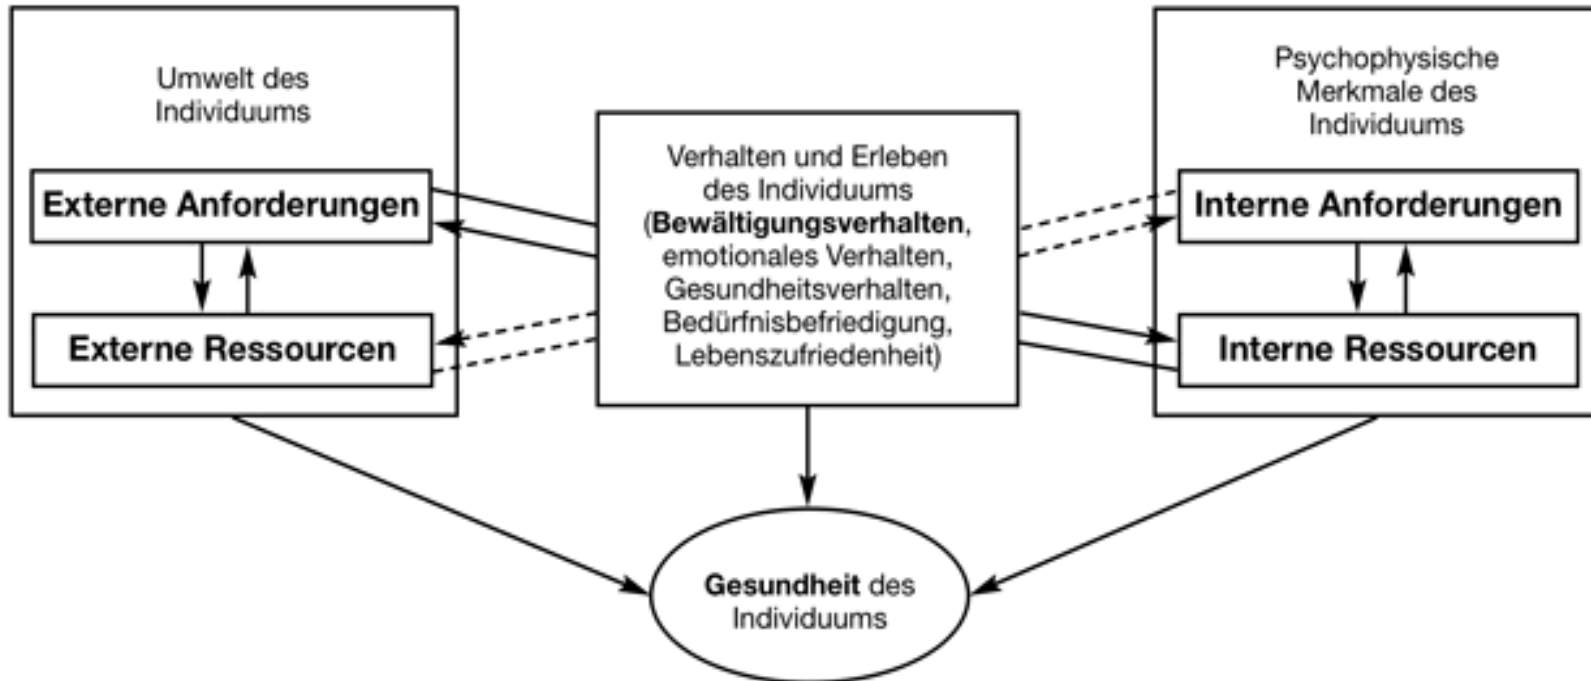 Umwelt des
Individuums
Externe Anforderungen
Externe Ressourcen
Verhalten und Erleben
des Individuums
(Bewältigungsverhalten,
emotionales Verhalten,
Gesundheitsverhalten,
Bedürfnisbefriedigung,
Lebenszufriedenheit)
Psychophysische
Merkmale des
Individuums
Interne Anforderungen
Interne Ressourcen
Gesundheit des
Individuums